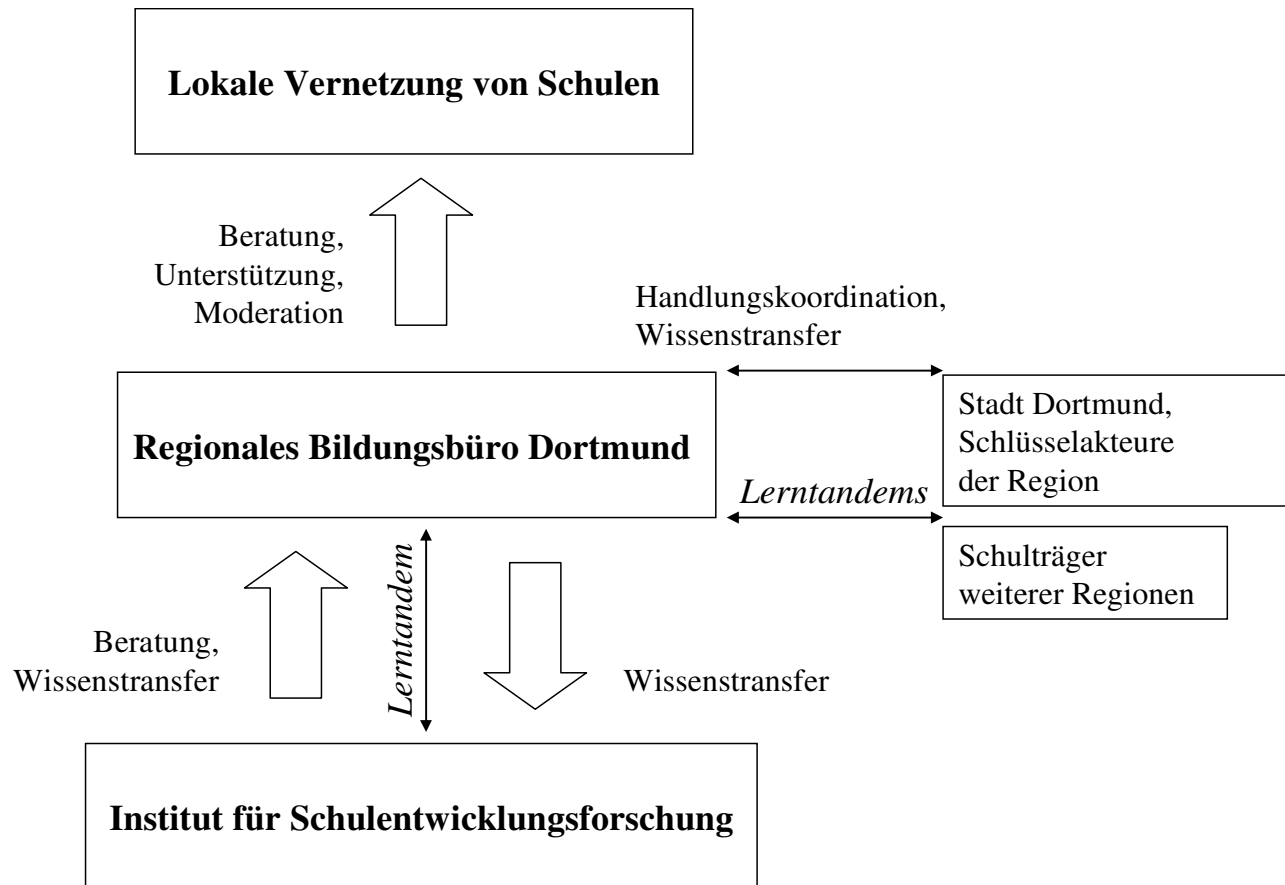 Lokale Vernetzung von Schulen
Beratung,
Unterstützung,
Moderation
Handlungskoordination,
Wissenstransfer
Regionales Bildungsbüro Dortmund
Stadt Dortmund,
Schlüsselakteure
der Region
Lerntandems
Schulträger
weiterer Regionen
Beratung,
Wissenstransfer
Lerntandem
Wissenstransfer
Institut für Schulentwicklungsforschung